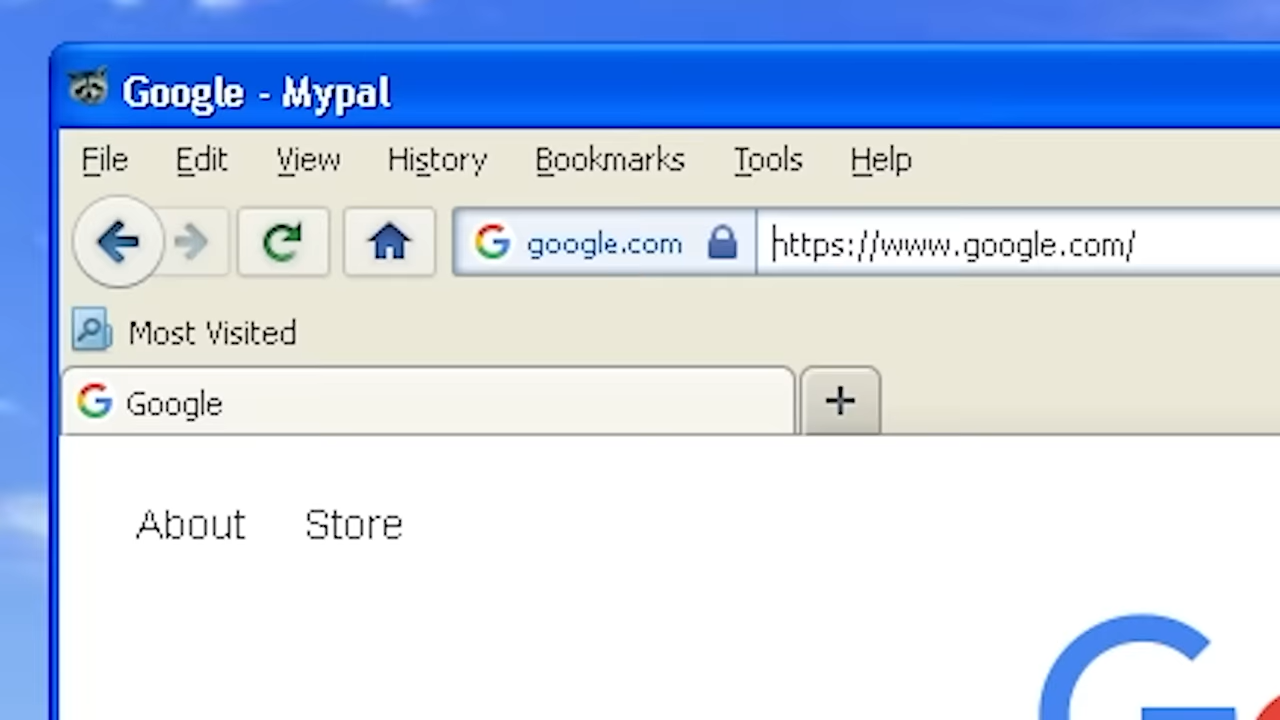 Google - Mypal
File Edit View History Bookmarks Tools Help
google.com https://www.google.com/
Most Visited
Google +
About Store
G